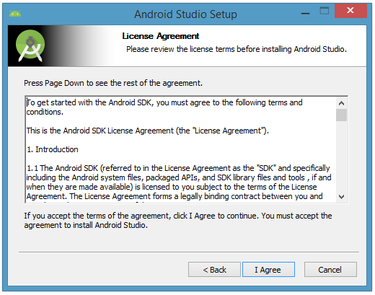 Android Studio Setup
License Agreement
Please review the license terms before installing Android Studio.
Press Page Down to see the rest of the agreement.
To get started with the Android SDK, you must agree to the following terms and
conditions.
This is the Android SDK License Agreement (the "License Agreement").
1. Introduction
1.1 The Android SDK (referred to in the License Agreement as the "SDK" and specifically
including the Android system files, packaged APIs, and SDK library files and tools , if and
when they are made available) is licensed to you subject to the terms of the License
Agreement. The License Agreement forms a legally binding contract between you and
If you accept the terms of the agreement, click I Agree to continue. You must accept the
agreement to install Android Studio.
< Back
I Agree
Cancel